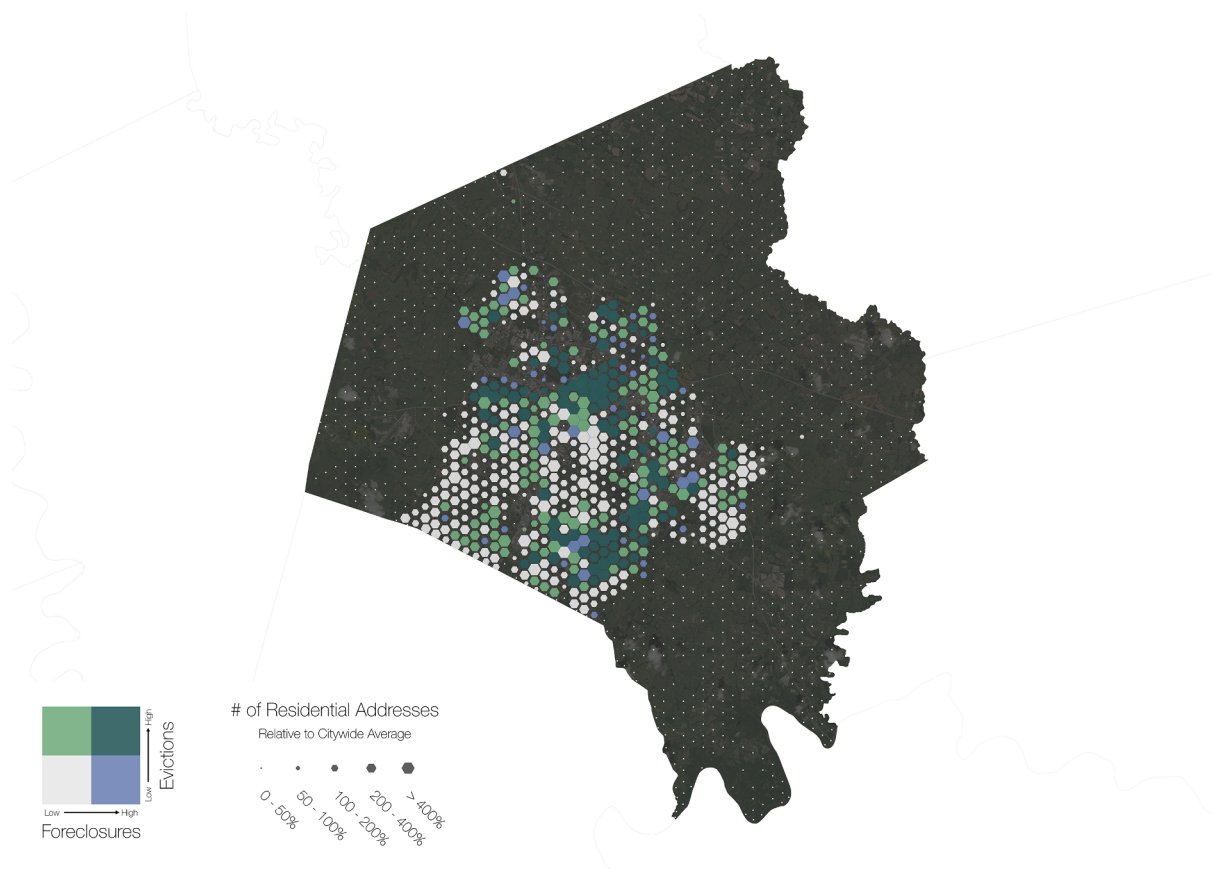 # of Residential Addresses
Relative to Citywide Average
0 - 50%
50 - 100%
100 - 200%
200 - 400%
> 400%
High
Low
Evictions
Low
High
Foreclosures